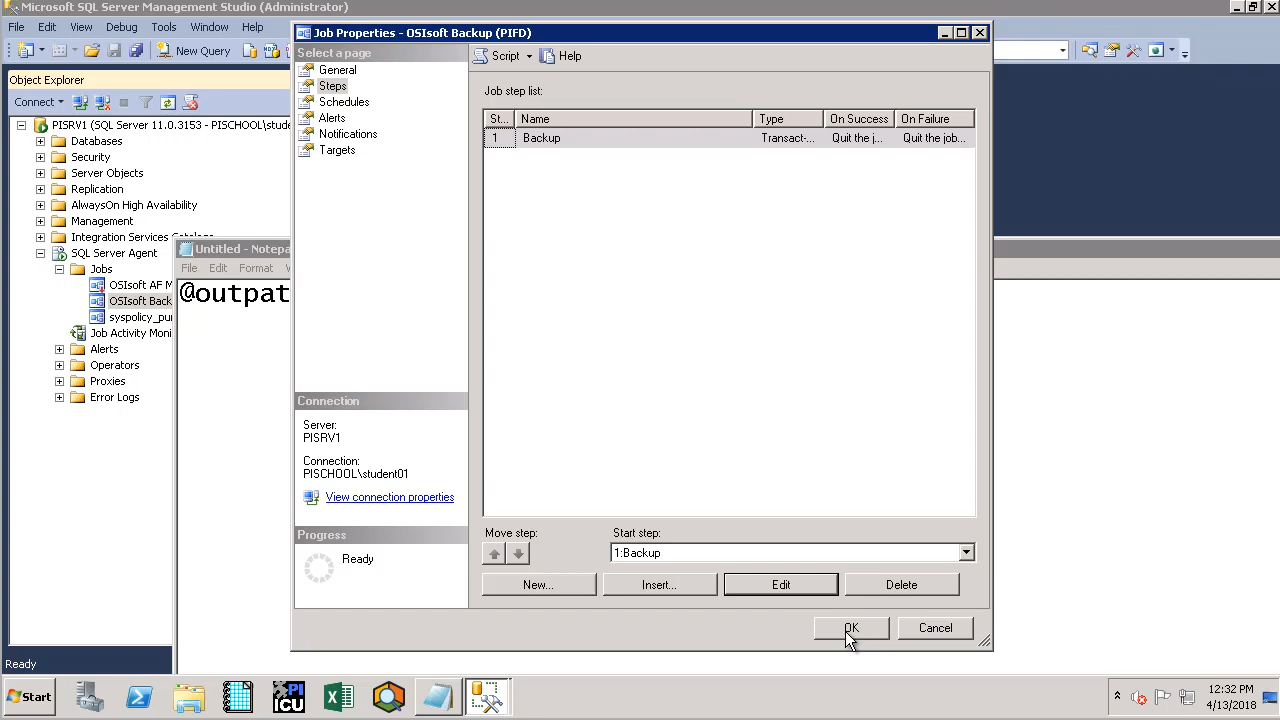 Microsoft SQL Server Management Studio (Administrator)
File Edit View Debug Tools Window
New Query
Object Explorer
Connect
PISRV1 (SQL Server 11.0.3153 - PISCHOOL\stude
Databases
Security
Server Objects
Replication
AlwaysOn High Availability
Management
Integration Services Catalogs
SQL Server Agent
Jobs
OSIsoft AF M
OSIsoft Back
syspolicy_pu
Job Activity Moni
Alerts
Operators
Proxies
Error Logs
Ready
Untitled - Notepa
File Edit Format
@outpat
Job Properties - OSIsoft Backup (PIFD)
Select a page
General
Steps
Schedules
Alerts
Notifications
Targets
Connection
Server:
PISRV1
Connection:
PISCHOOL\student01
View connection properties
Progress
Ready
Script Help
Job step list:
St... Name Type On Success On Failure
1 Backup Transact-... Quit the j... Quit the job...
Move step: Start step:
1:Backup
New... Insert... Edit Delete
OK Cancel
Start
PI
ICU
12:32 PM
4/13/2018